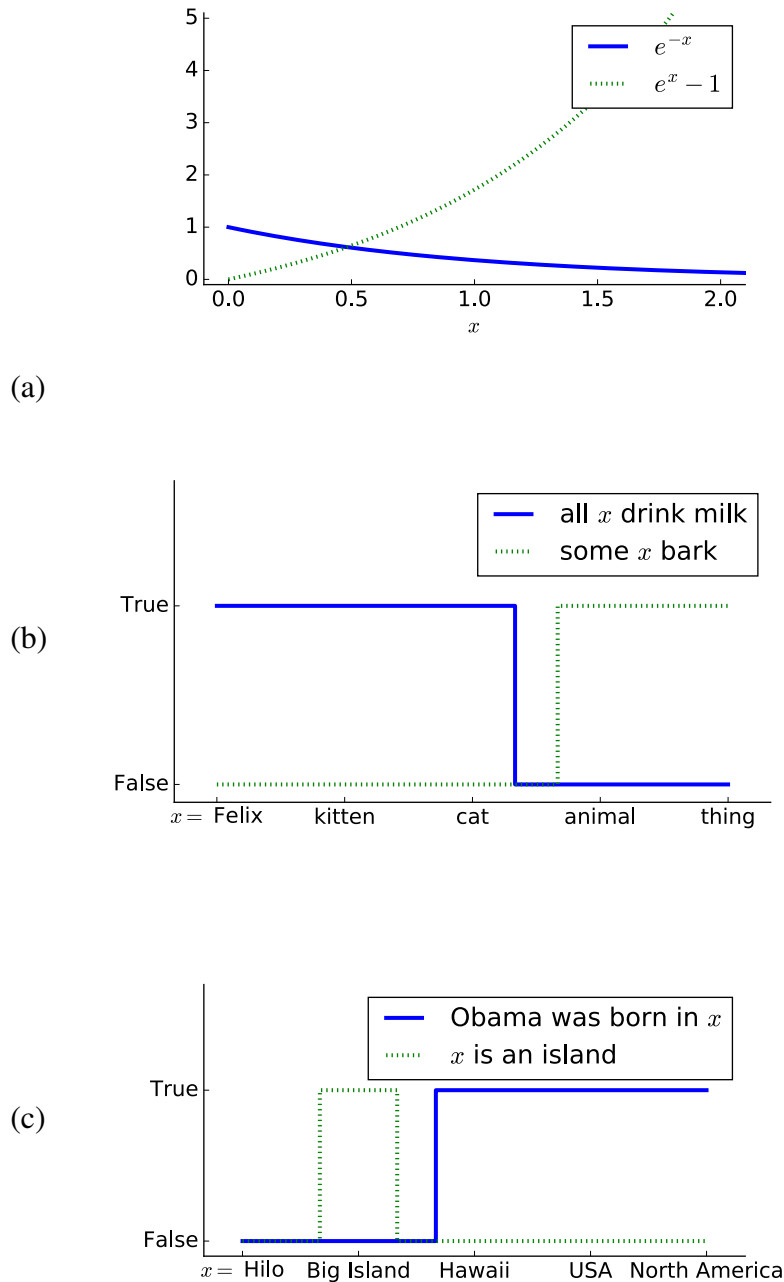 5
4
3
2
1
0
e^{-x}
e^x − 1
0.0 0.5 1.0 1.5 2.0
x
(a)
all x drink milk
some x bark
True
(b)
False
x = Felix kitten cat animal thing
Obama was born in x
x is an island
True
(c)
False
x = Hilo Big Island Hawaii USA North America